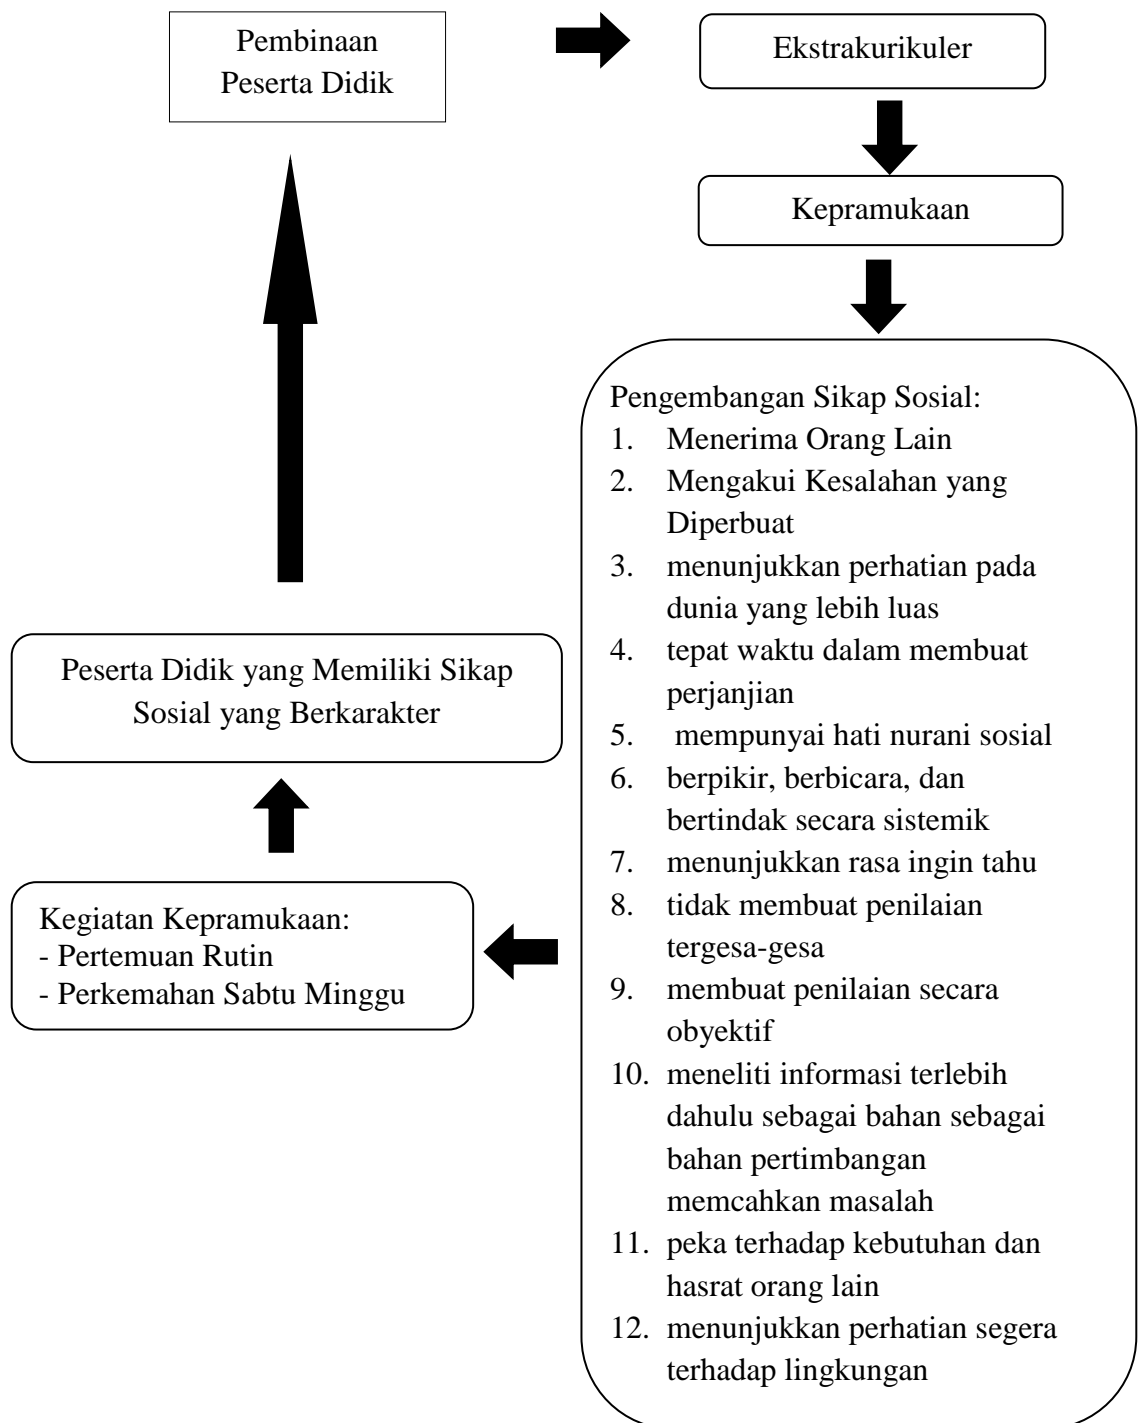 Pembinaan
Peserta Didik
Ekstrakurikuler
Kepramukaan
Pengembangan Sikap Sosial:
1. Menerima Orang Lain
2. Mengakui Kesalahan yang
Diperbuat
3. menunjukkan perhatian pada
dunia yang lebih luas
4. tepat waktu dalam membuat
perjanjian
5. mempunyai hati nurani sosial
6. berpikir, berbicara, dan
bertindak secara sistemik
7. menunjukkan rasa ingin tahu
8. tidak membuat penilaian
tergesa-gesa
9. membuat penilaian secara
obyektif
10. meneliti informasi terlebih
dahulu sebagai bahan sebagai
bahan pertimbangan
memcahkan masalah
11. peka terhadap kebutuhan dan
hasrat orang lain
12. menunjukkan perhatian segera
terhadap lingkungan
Kegiatan Kepramukaan:
- Pertemuan Rutin
- Perkemahan Sabtu Minggu
Peserta Didik yang Memiliki Sikap
Sosial yang Berkarakter